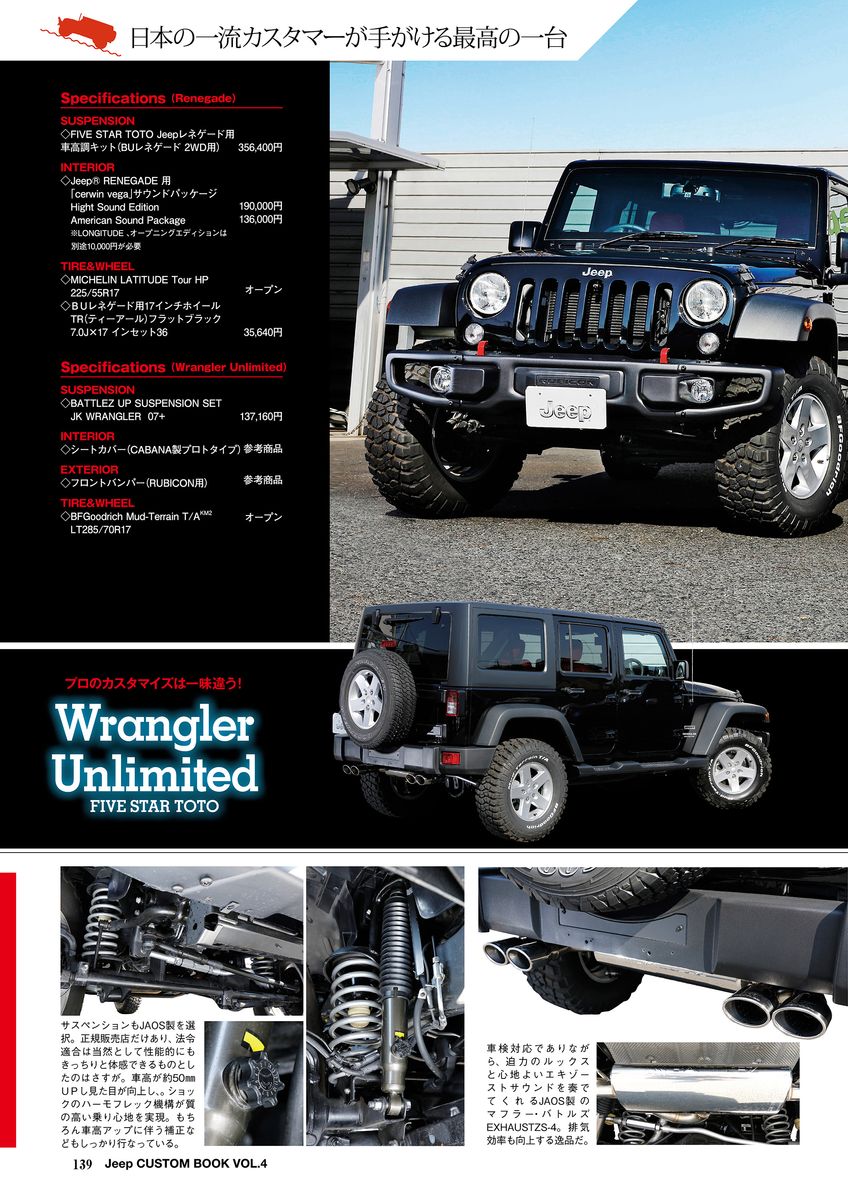 日本の一流カスタマーが手がける最高の一台
Specifications (Renegade)
SUSPENSION
◇FIVE STAR TOTO Jeepレネゲード用
車高調キット（BUレネゲード 2WD用） 356,400円
INTERIOR
◇Jeep® RENEGADE 用
「cerwin vega」サウンドパッケージ
Hight Sound Edition 190,000円
American Sound Package 136,000円
※LONGITUDE 、オープニングエディションは
別途10,000円が必要
TIRE&WHEEL
◇MICHELIN LATITUDE Tour HP
225/55R17 オープン
◇ＢＵレネゲード用17インチホイール
TR（ティーアール）フラットブラック
7.0J×17 インセット36 35,640円
Specifications (Wrangler Unlimited)
SUSPENSION
◇BATTLEZ UP SUSPENSION SET
JK WRANGLER 07+ 137,160円
INTERIOR
◇シートカバー（CABANA製プロトタイプ） 参考商品
EXTERIOR
◇フロントバンパー（RUBICON用） 参考商品
TIRE&WHEEL
◇BFGoodrich Mud-Terrain T/AKM2 オープン
LT285/70R17
Jeep
RUBICON
Jeep
BFGoodrich
プロのカスタマイズは一味違う！
Wrangler
Unlimited
FIVE STAR TOTO
サスペンションもJAOS製を選
択。正規販売店だけあり、法令
適合は当然として性能的にも
きっちりと体感できるものとし
たのはさすが。車高が約50㎜
ＵＰし見た目が向上し、。ショッ
クのハーモフレック機構が質
の高い乗り心地を実現。もち
ろん車高アップに伴う補正な
どもしっかり行なっている。
車検対応でありなが
ら、迫力のルックス
と心地よいエキゾー
ストサウンドを奏で
てくれるJAOS製の
マフラー・バトルズ
EXHAUSTZS-4。排気
効率も向上する逸品だ。
139 Jeep CUSTOM BOOK VOL.4